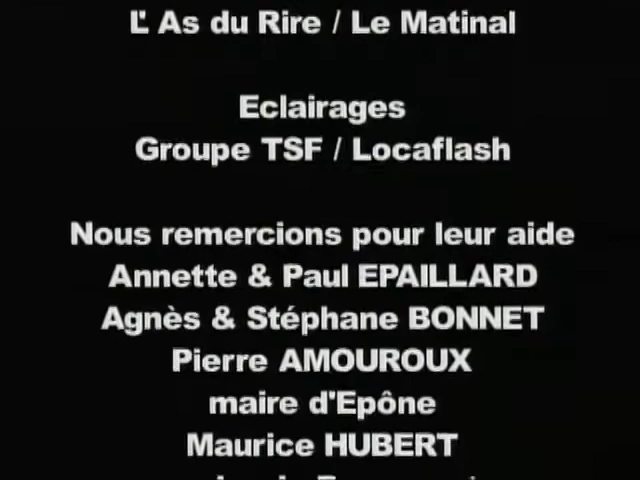 L' As du Rire / Le Matinal
Eclairages
Groupe TSF / Locaflash
Nous remercions pour leur aide
Annette & Paul EPAILLARD
Agnès & Stéphane BONNET
Pierre AMOUROUX
maire d'Epône
Maurice HUBERT